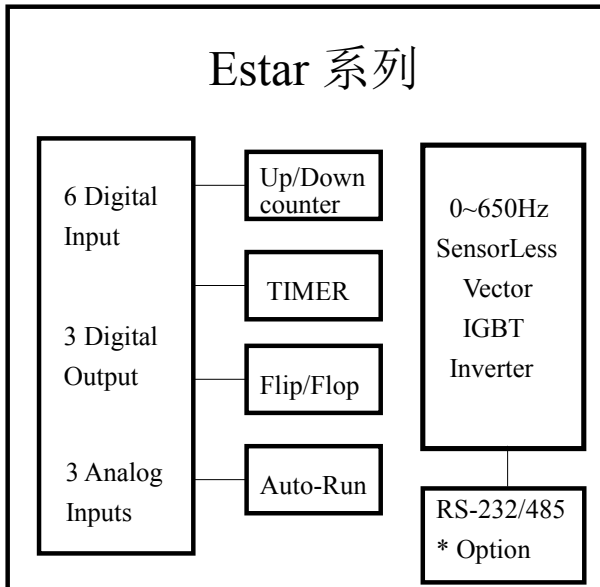 Estar 系列
6 Digital
Input
3 Digital
Output
3 Analog
Inputs
Up/Down
counter
TIMER
Flip/Flop
Auto-Run
0~650Hz
SensorLess
Vector
IGBT
Inverter
RS-232/485
* Option